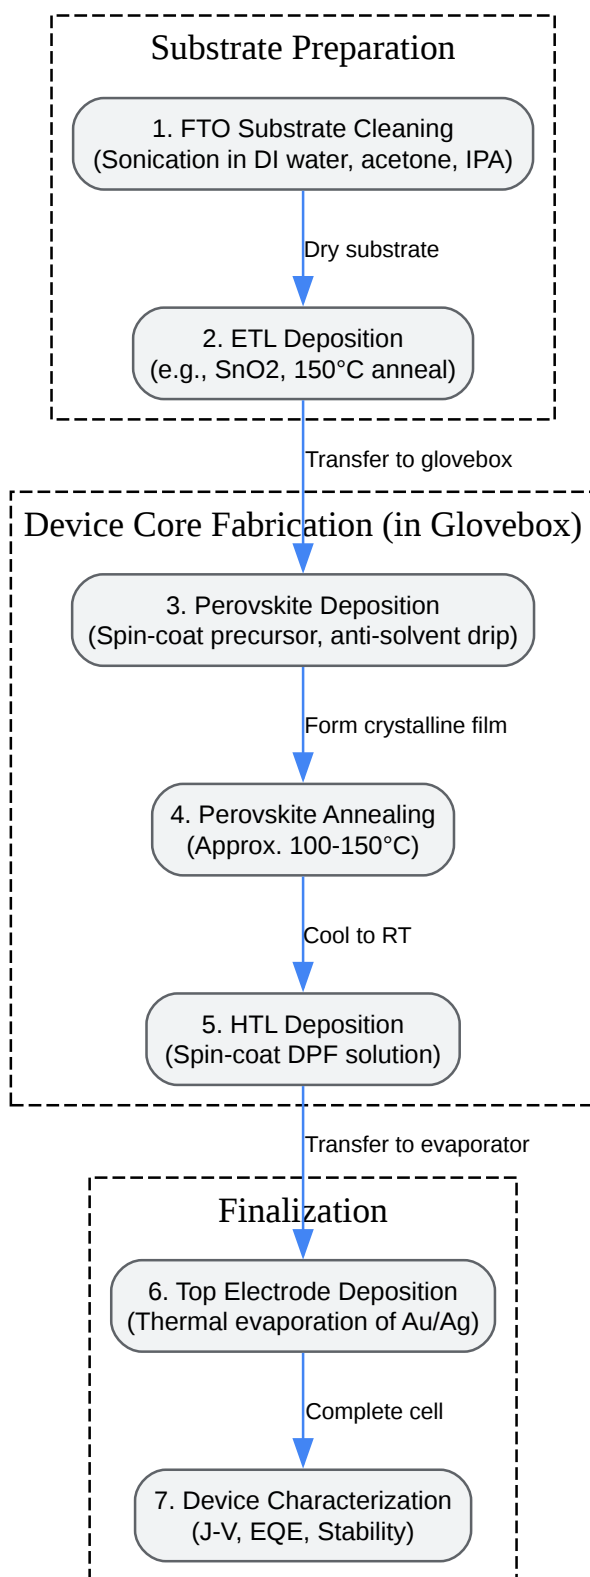 Substrate Preparation
1. FTO Substrate Cleaning
(Sonication in DI water, acetone, IPA)
Dry substrate
2. ETL Deposition
(e.g., SnO2, 150°C anneal)
Transfer to glovebox
Device Core Fabrication (in Glovebox)
3. Perovskite Deposition
(Spin-coat precursor, anti-solvent drip)
Form crystalline film
4. Perovskite Annealing
(Approx. 100-150°C)
Cool to RT
5. HTL Deposition
(Spin-coat DPF solution)
Transfer to evaporator
Finalization
6. Top Electrode Deposition
(Thermal evaporation of Au/Ag)
Complete cell
7. Device Characterization
(J-V, EQE, Stability)